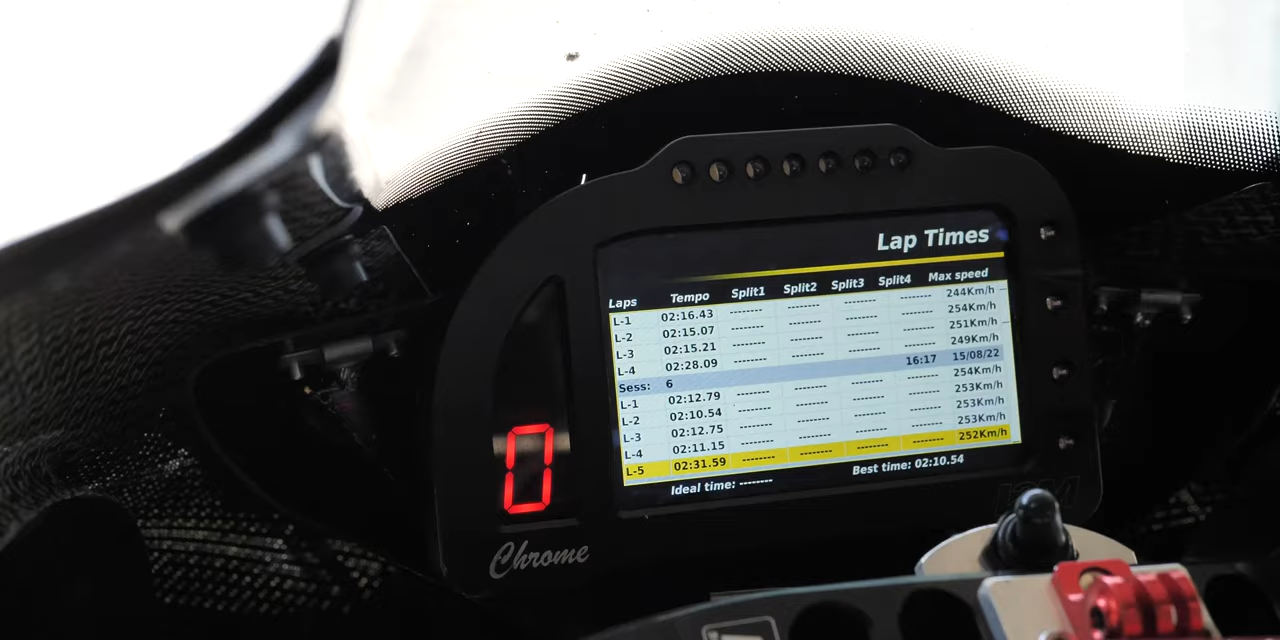 Lap Times
Laps Tempo Split1 Split2 Split3 Split4 Max speed
L-1 02:16.43 -------- -------- -------- -------- 244Km/h
L-2 02:15.07 -------- -------- -------- -------- 254Km/h
L-3 02:15.21 -------- -------- -------- -------- 251Km/h
L-4 02:28.09 -------- -------- -------- -------- 249Km/h
Sess: 6 16:17 15/08/22
L-1 02:12.79 -------- -------- -------- -------- 254Km/h
L-2 02:10.54 -------- -------- -------- -------- 253Km/h
L-3 02:12.75 -------- -------- -------- -------- 253Km/h
L-4 02:11.15 -------- -------- -------- -------- 253Km/h
L-5 02:31.59 -------- -------- -------- -------- 252Km/h
Ideal time: -------- Best time: 02:10.54
0
Chrome